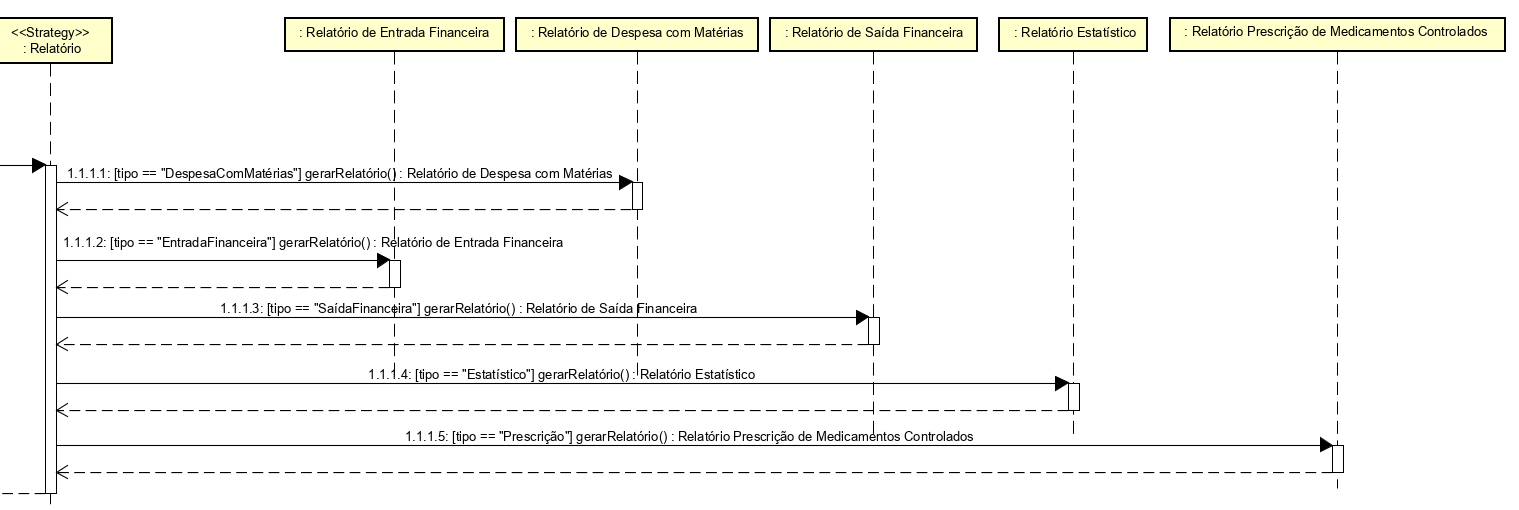 <<Strategy>>
: Relatório
: Relatório de Entrada Financeira
: Relatório de Despesa com Matérias
: Relatório de Saída Financeira
: Relatório Estatístico
: Relatório Prescrição de Medicamentos Controlados
1.1.1.1: [tipo == "DespesaComMatérias"] gerarRelatório() : Relatório de Despesa com Matérias
1.1.1.2: [tipo == "EntradaFinanceira"] gerarRelatório() : Relatório de Entrada Financeira
1.1.1.3: [tipo == "SaídaFinanceira"] gerarRelatório() : Relatório de Saída Financeira
1.1.1.4: [tipo == "Estatístico"] gerarRelatório() : Relatório Estatístico
1.1.1.5: [tipo == "Prescrição"] gerarRelatório() : Relatório Prescrição de Medicamentos Controlados